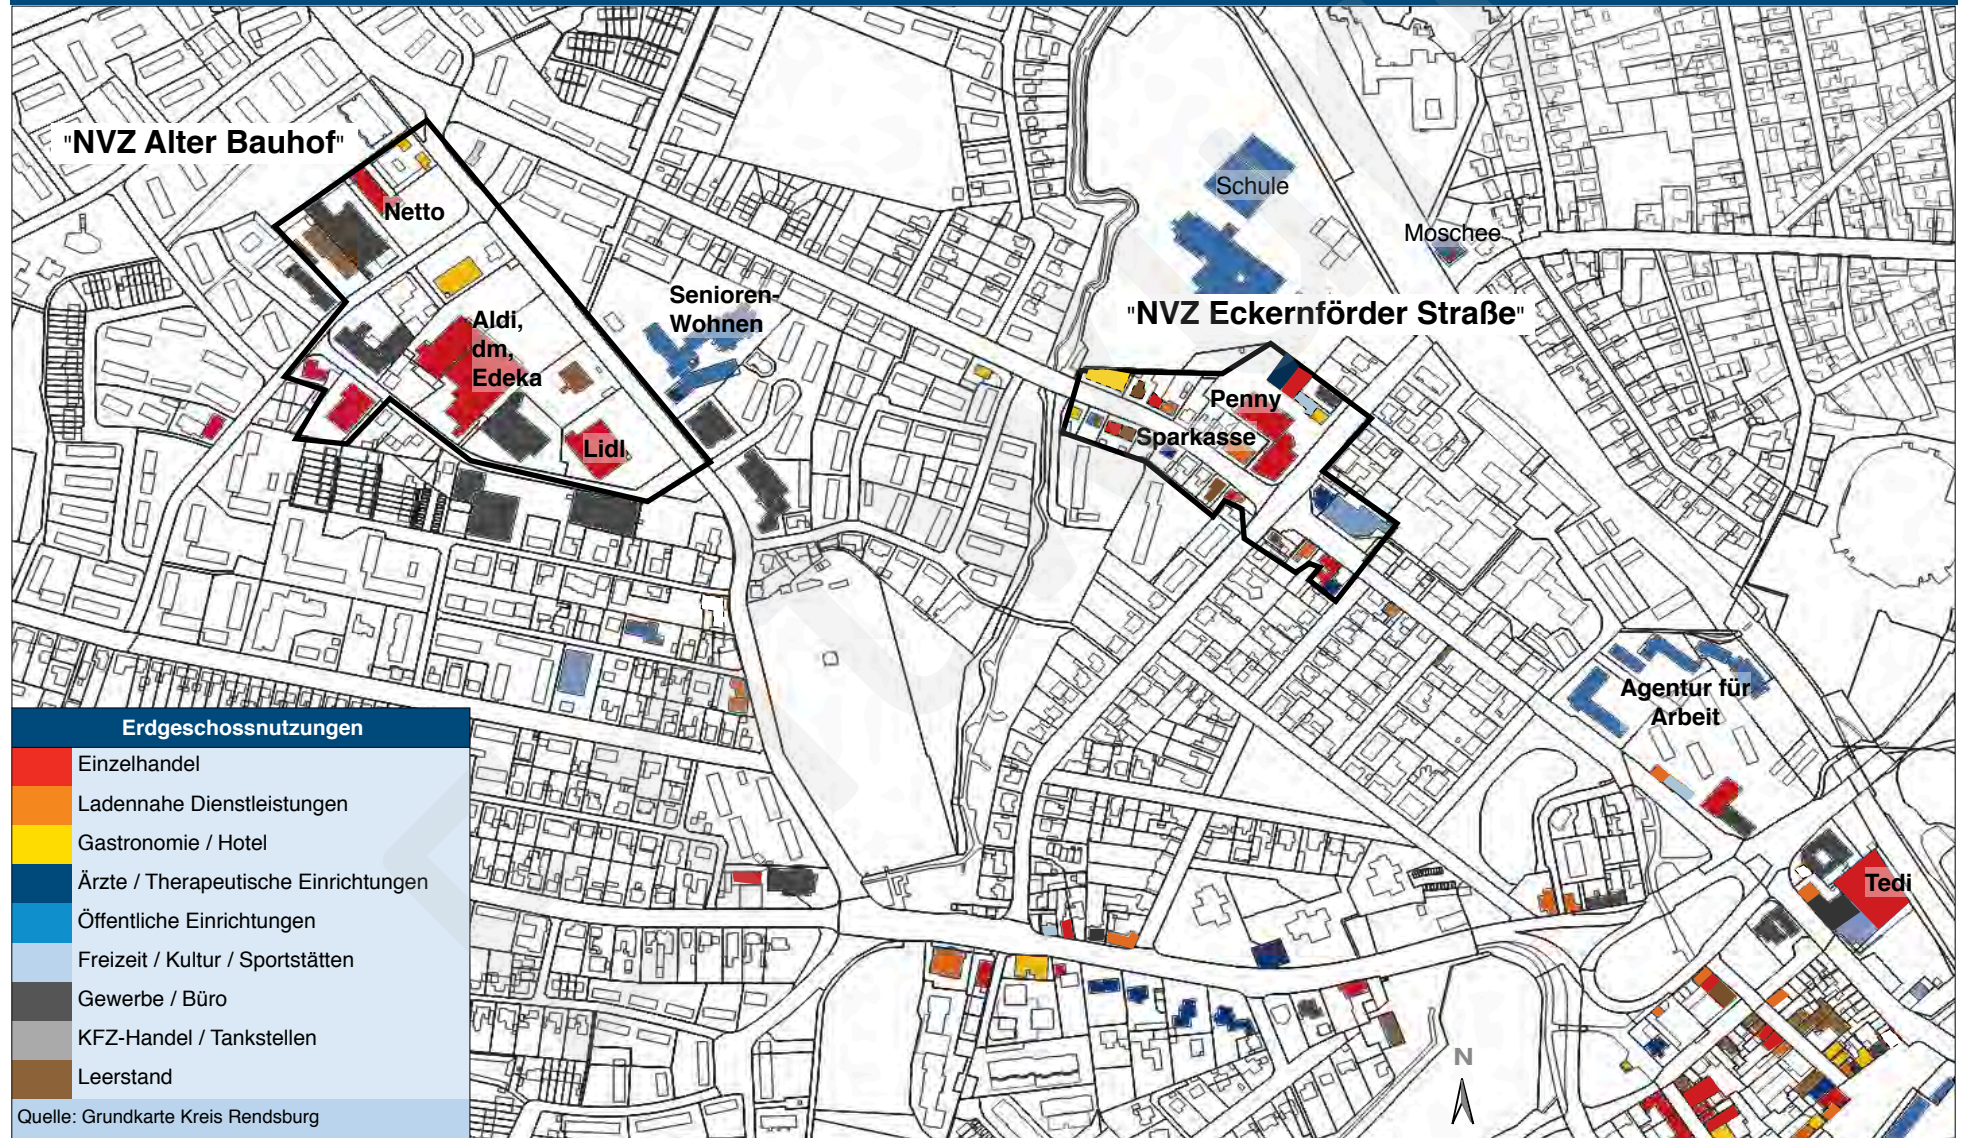 "NVZ Alter Bauhof"
Netto
Schule
Moschee
Senioren-
Wohnen
"NVZ Eckernförder Straße"
Aldi,
dm,
Edeka
Penny
Sparkasse
Lidl
Agentur für
Arbeit
Tedi
Erdgeschossnutzungen
Einzelhandel
Ladennahe Dienstleistungen
Gastronomie / Hotel
Ärzte / Therapeutische Einrichtungen
Öffentliche Einrichtungen
Freizeit / Kultur / Sportstätten
Gewerbe / Büro
KFZ-Handel / Tankstellen
Leerstand
Quelle: Grundkarte Kreis Rendsburg
N